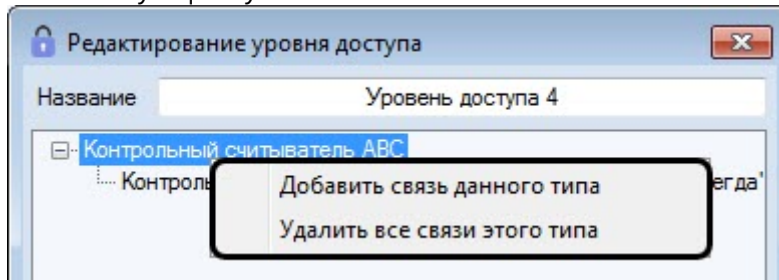 Редактирование уровня доступа
Название Уровень доступа 4
Контрольный считыватель ABC
Добавить связь данного типа
Удалить все связи этого типа